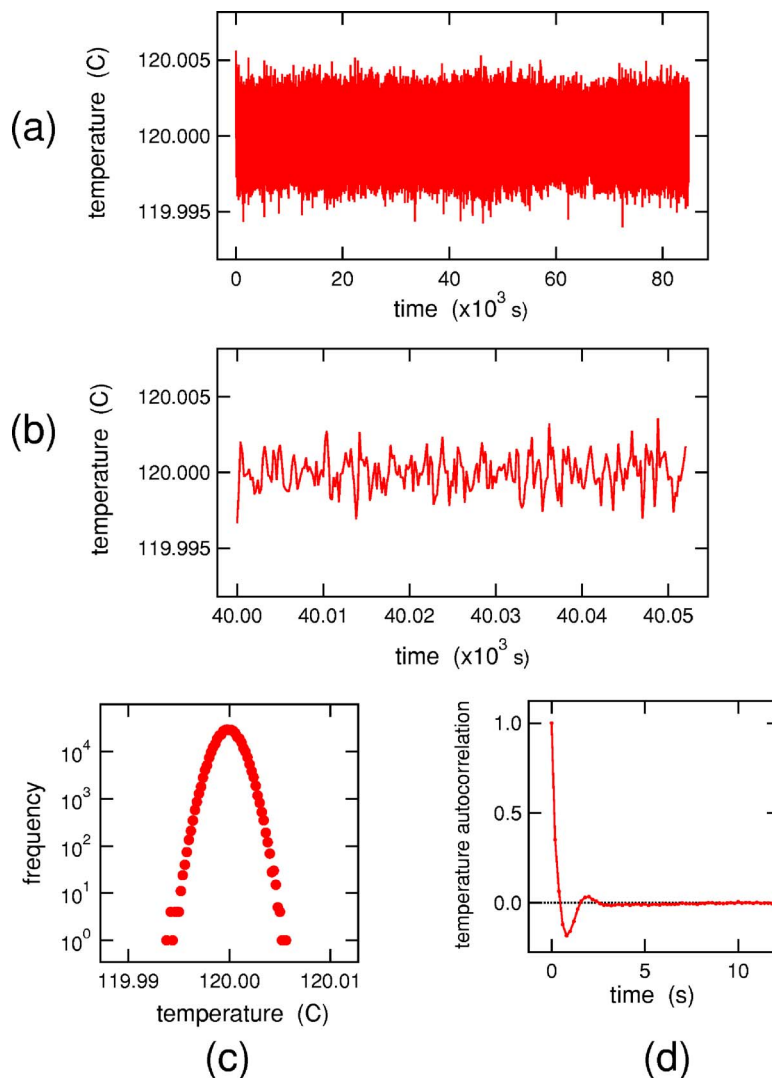 (a)
temperature (C)
120.005
120.000
119.995
0 20 40 60 80
time (x10³ s)
(b)
temperature (C)
120.005
120.000
119.995
40.00 40.01 40.02 40.03 40.04 40.05
time (x10³ s)
frequency
10⁴
10³
10²
10¹
10⁰
119.99 120.00 120.01
temperature (C)
(c)
temperature autocorrelation
1.0
0.5
0.0
0 5 10
time (s)
(d)